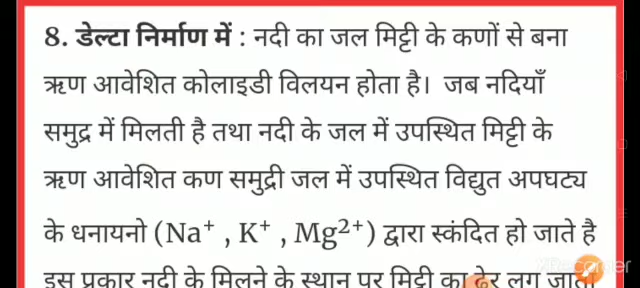 8. डेल्टा निर्माण में : नदी का जल मिट्टी के कणों से बना
ऋण आवेशित कोलाइडी विलयन होता है। जब नदियाँ
समुद्र में मिलती है तथा नदी के जल में उपस्थित मिट्टी के
ऋण आवेशित कण समुद्री जल में उपस्थित विद्युत अपघट्य
के धनायनो (Na⁺ , K⁺ , Mg²⁺) द्वारा स्कंदित हो जाते है
इस प्रकार नदी के मिलने के स्थान पर मिट्टी का ढेर लग जाता